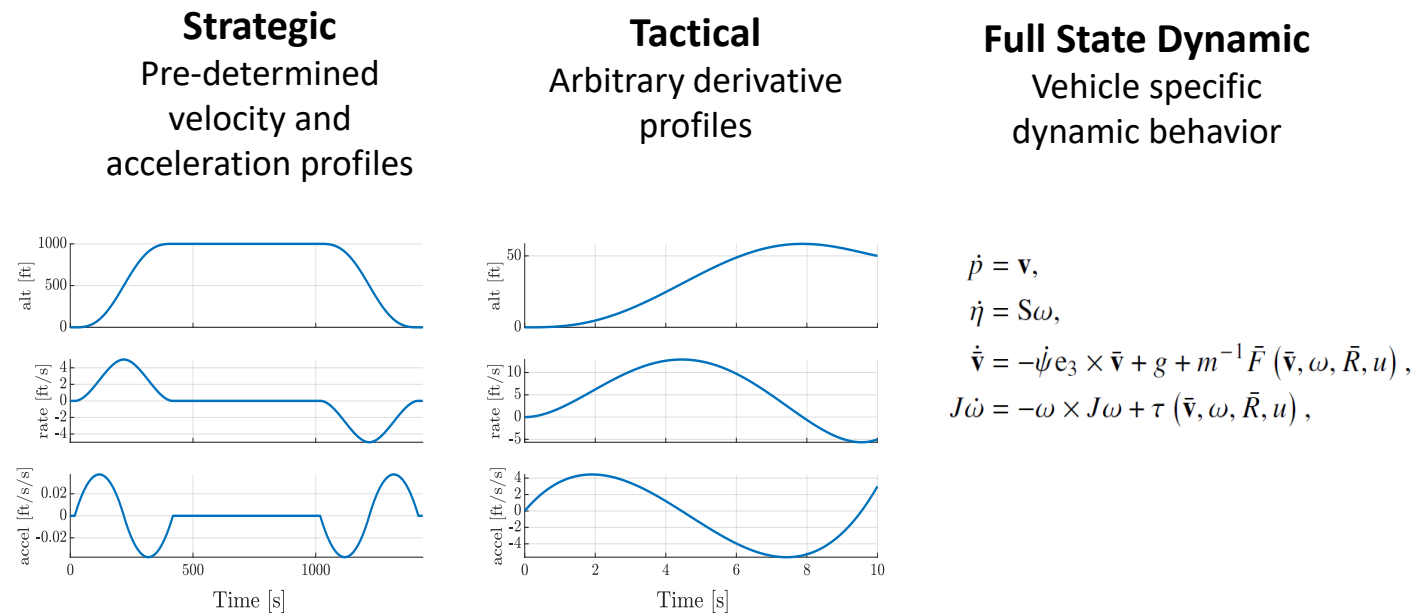 Strategic
Pre-determined
velocity and
acceleration profiles
1000
500
0
alt [ft]
4
2
0
-2
-4
rate [ft/s]
0.02
0
-0.02
accel [ft/s/s]
0 500 1000
Time [s]
Tactical
Arbitrary derivative
profiles
50
0
alt [ft]
10
5
0
-5
rate [ft/s]
4
2
0
-2
-4
accel [ft/s/s]
0 2 4 6 8 10
Time [s]
Full State Dynamic
Vehicle specific
dynamic behavior
ṗ = v,
η̇ = Sω,
v̄̇ = −ψ̇e₃ × v̄ + g + m⁻¹F̄ (v̄, ω, R̄, u) ,
Jω̇ = −ω × Jω + τ (v̄, ω, R̄, u) ,